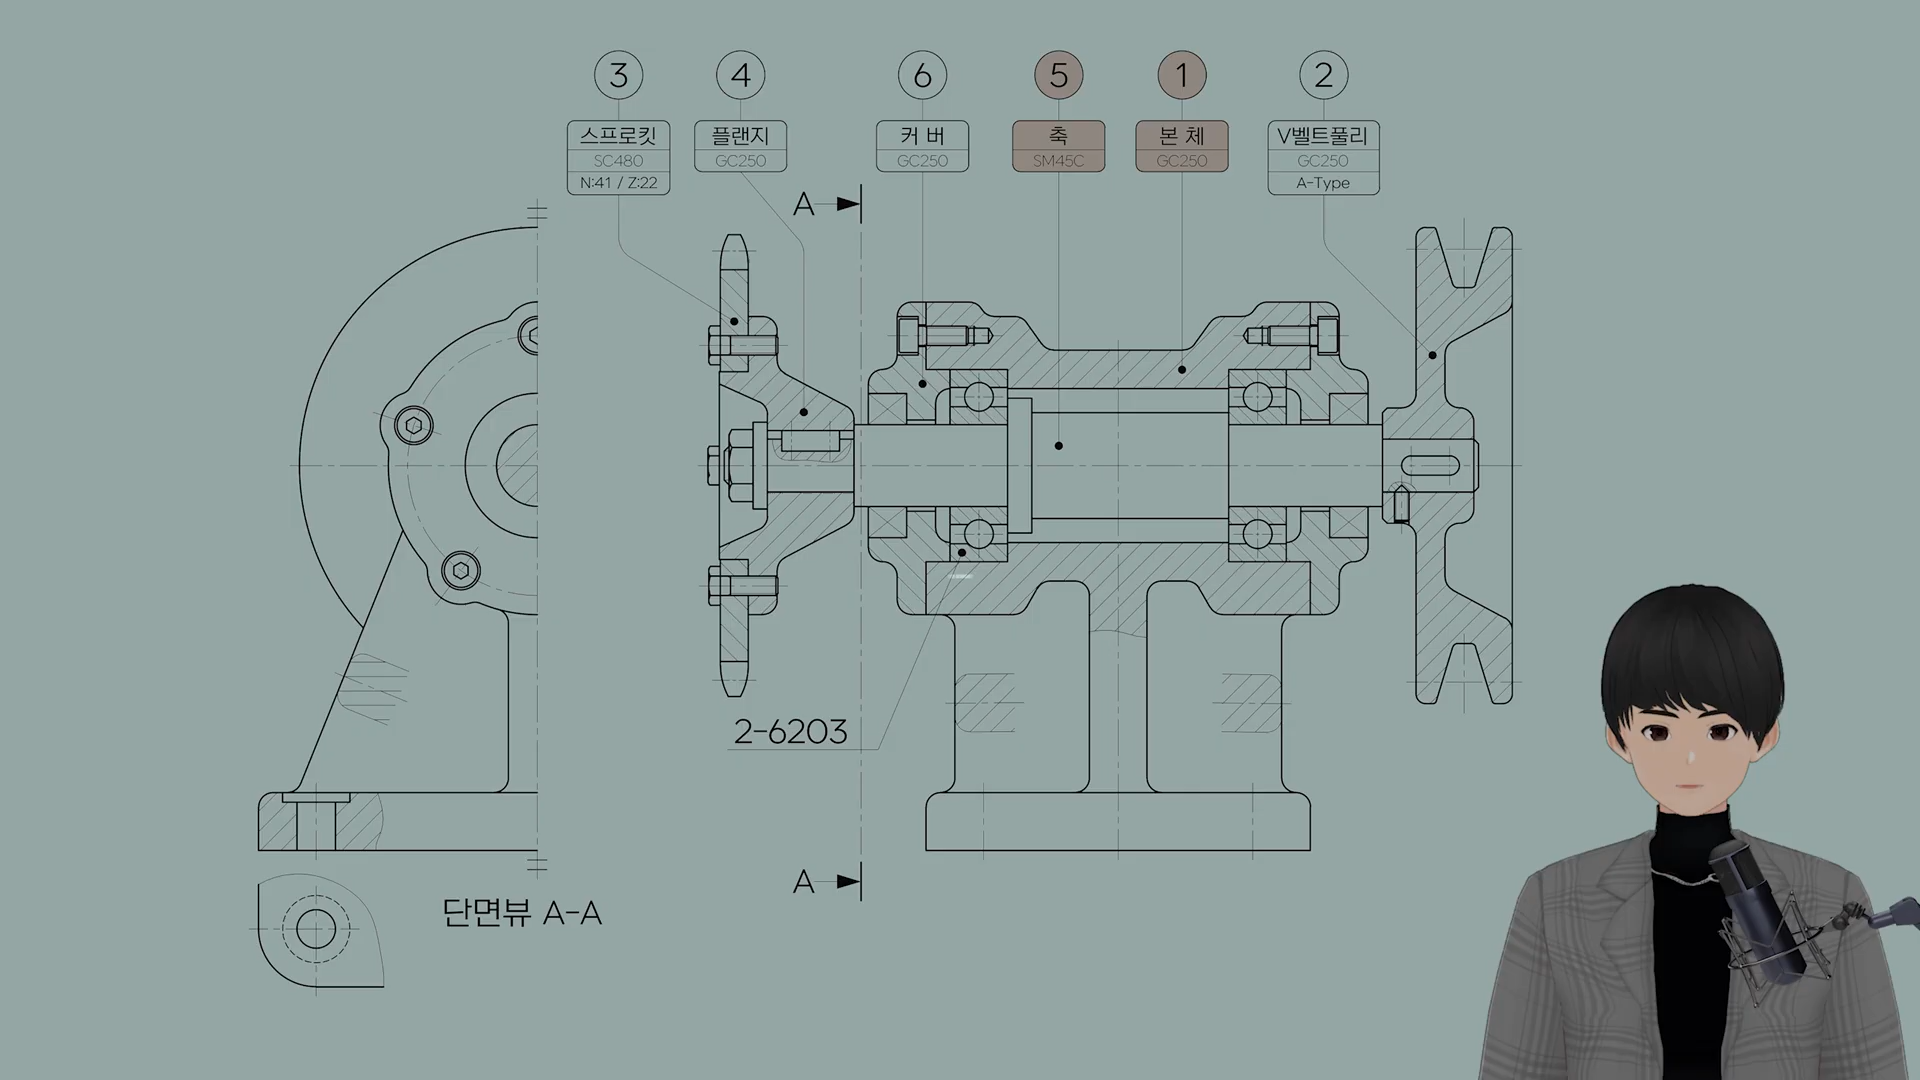 3
스프로킷
SC480
N:41 / Z:22
4
플랜지
GC250
6
커 버
GC250
5
축
SM45C
1
본 체
GC250
2
V벨트풀리
GC250
A-Type
A
2-6203
A
단면뷰 A-A